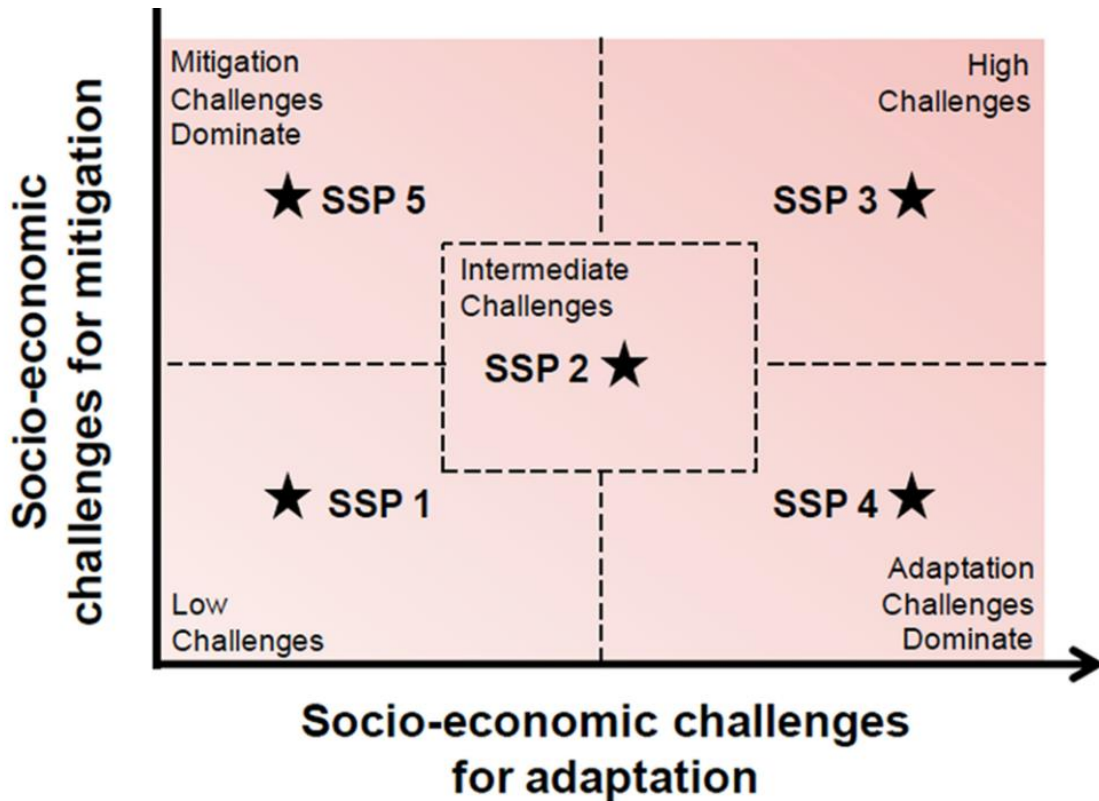 Socio-economic
challenges for mitigation
Mitigation
Challenges
Dominate
High
Challenges
SSP 5
SSP 3
Intermediate
Challenges
SSP 2
SSP 1
SSP 4
Low
Challenges
Adaptation
Challenges
Dominate
Socio-economic challenges
for adaptation